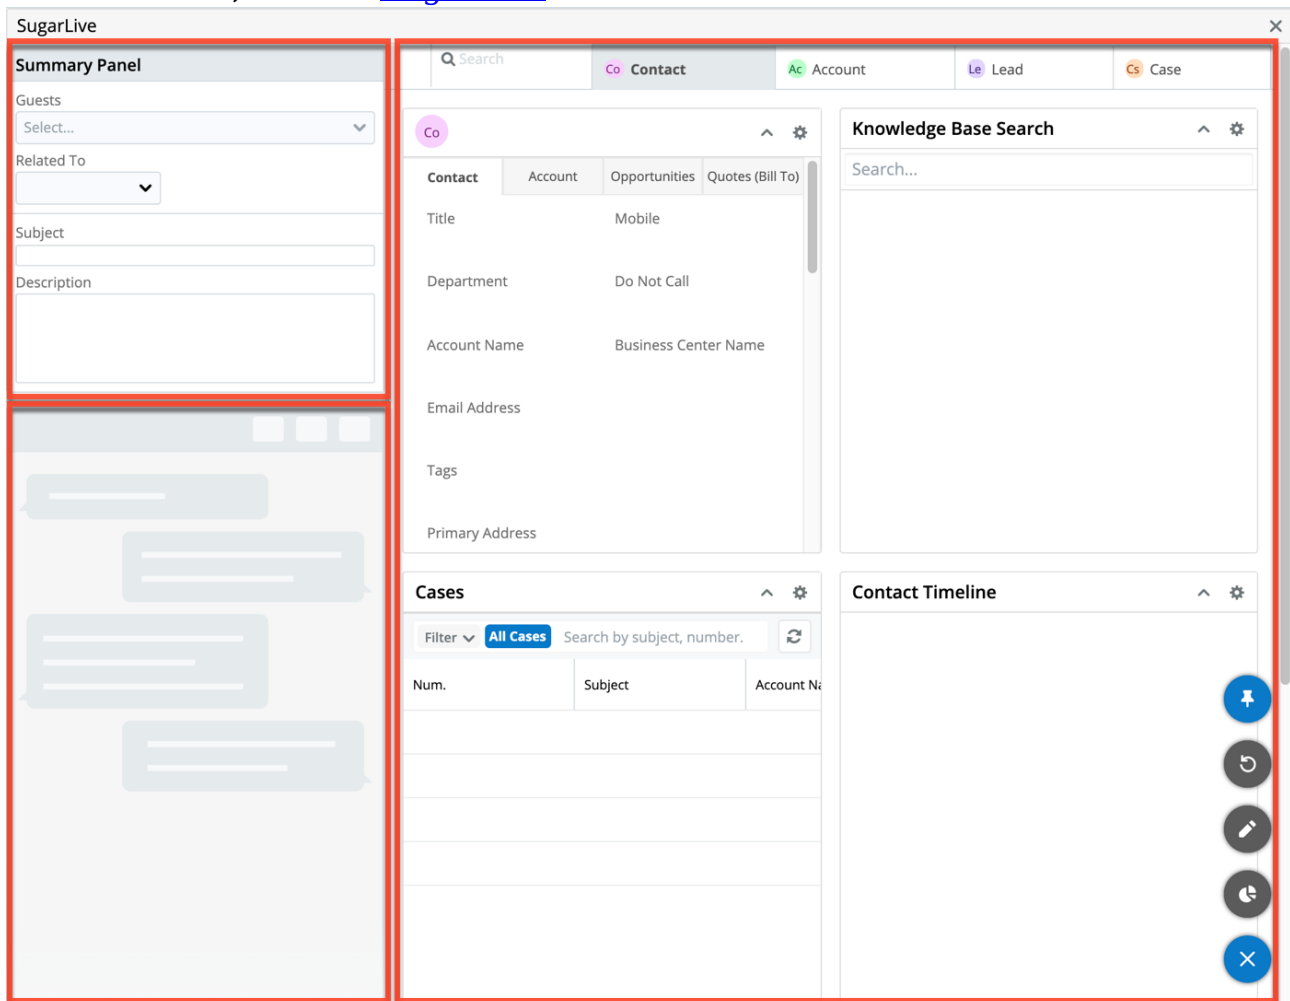 SugarLive
Summary Panel
Guests
Select...
Related To
Subject
Description
Search
Co Contact
Ac Account
Le Lead
Cs Case
Co
Contact Account Opportunities Quotes (Bill To)
Title Mobile
Department Do Not Call
Account Name Business Center Name
Email Address
Tags
Primary Address
Knowledge Base Search
Search...
Cases
Filter All Cases Search by subject, number.
Num. Subject Account
Contact Timeline